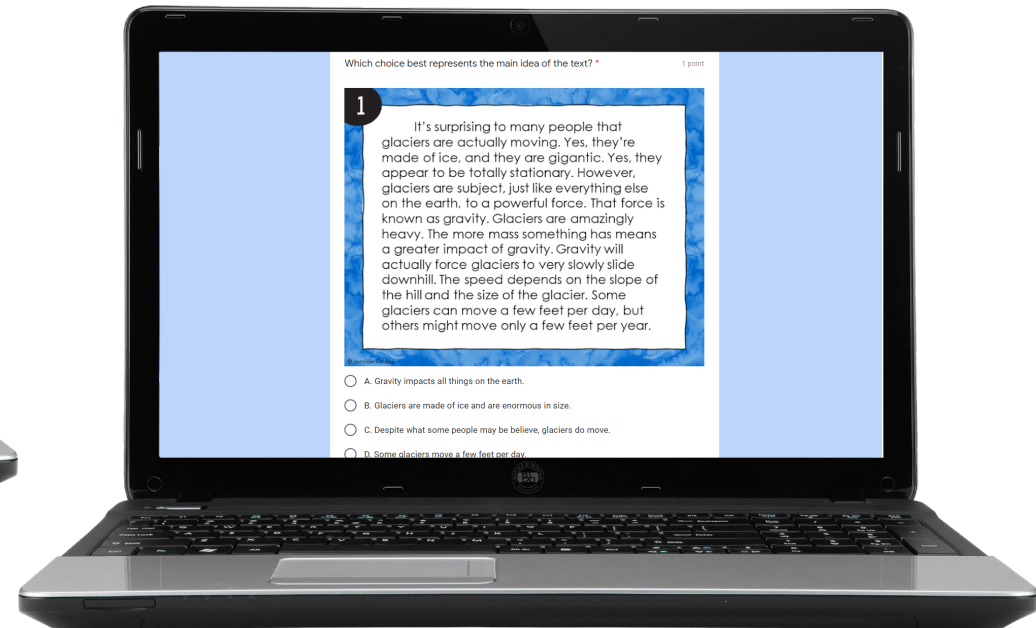 Which choice best represents the main idea of the text? *
1 point
1
It's surprising to many people that
glaciers are actually moving. Yes, they're
made of ice, and they are gigantic. Yes, they
appear to be totally stationary. However,
glaciers are subject, just like everything else
on the earth, to a powerful force. That force is
known as gravity. Glaciers are amazingly
heavy. The more mass something has means
a greater impact of gravity. Gravity will
actually force glaciers to very slowly slide
downhill. The speed depends on the slope of
the hill and the size of the glacier. Some
glaciers can move a few feet per day, but
others might move only a few feet per year.
A. Gravity impacts all things on the earth.
B. Glaciers are made of ice and are enormous in size.
C. Despite what some people may be believe, glaciers do move.
D. Some glaciers move a few feet per day.